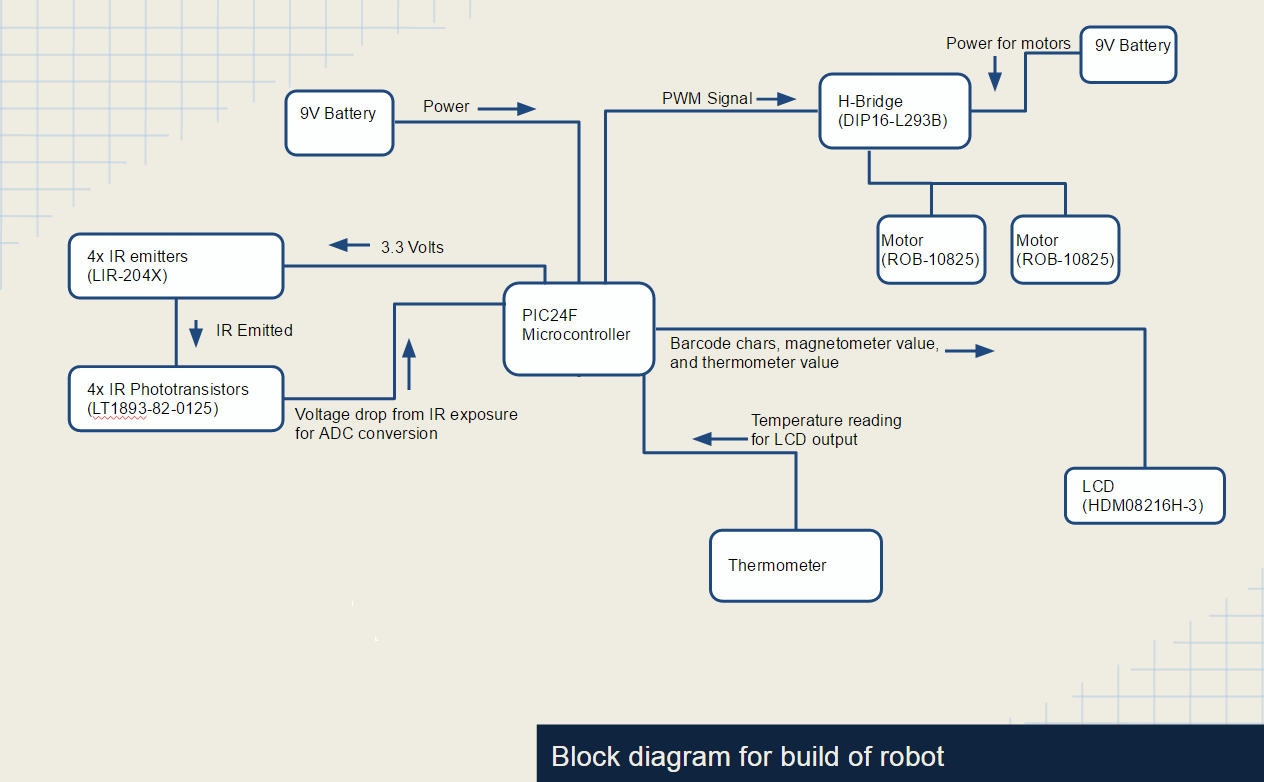 Power for motors
9V Battery
9V Battery
Power
PWM Signal
H-Bridge
(DIP16-L293B)
4x IR emitters
(LIR-204X)
3.3 Volts
Motor
(ROB-10825)
Motor
(ROB-10825)
IR Emitted
PIC24F
Microcontroller
Barcode chars, magnetometer value,
and thermometer value
4x IR Phototransistors
(LT1893-82-0125)
Voltage drop from IR exposure
for ADC conversion
Temperature reading
for LCD output
LCD
(HDM08216H-3)
Thermometer
Block diagram for build of robot